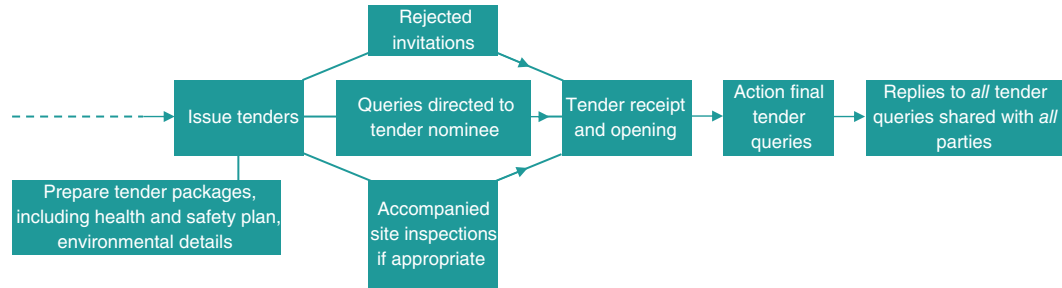 Rejected
invitations
Issue tenders
Queries directed to
tender nominee
Tender receipt
and opening
Action final
tender
queries
Replies to all tender
queries shared with all
parties
Prepare tender packages,
including health and safety plan,
environmental details
Accompanied
site inspections
if appropriate